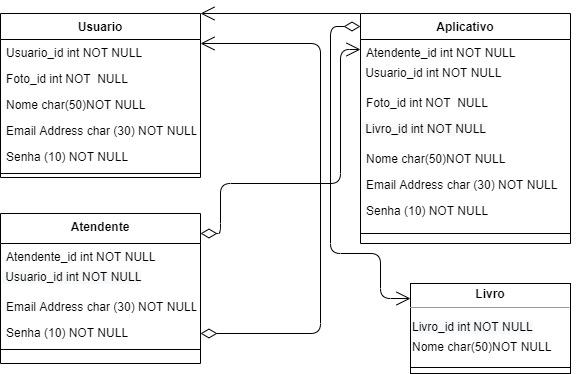 Usuario
Usuario_id int NOT NULL
Foto_id int NOT  NULL
Nome char(50)NOT NULL
Email Address char (30) NOT NULL
Senha (10) NOT NULL
Aplicativo
Atendente_id int NOT NULL
Usuario_id int NOT NULL
Foto_id int NOT  NULL
Livro_id int NOT NULL
Nome char(50)NOT NULL
Email Address char (30) NOT NULL
Senha (10) NOT NULL
Atendente
Atendente_id int NOT NULL
Usuario_id int NOT NULL
Email Address char (30) NOT NULL
Senha (10) NOT NULL
Livro
Livro_id int NOT NULL
Nome char(50)NOT NULL